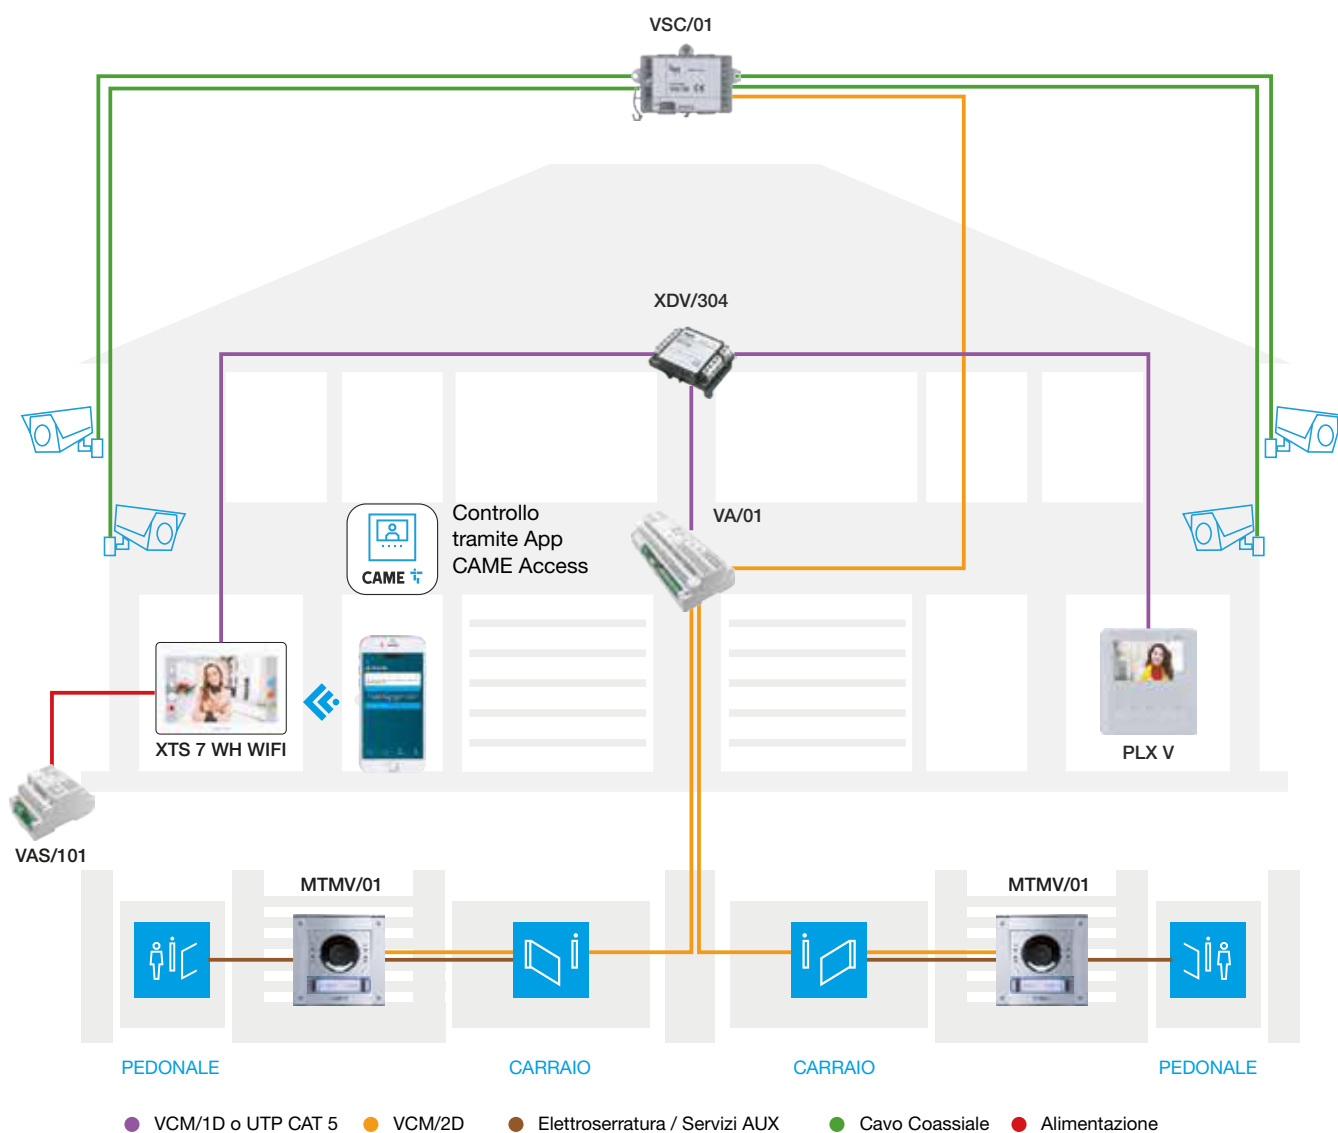 VSC/01
XDV/304
VA/01
Controllo
tramite App
CAME Access
CAME
XTS 7 WH WIFI
PLX V
VAS/101
MTMV/01
MTMV/01
PEDONALE
CARRAIO
CARRAIO
PEDONALE
VCM/1D o UTP CAT 5
VCM/2D
Elettroserratura / Servizi AUX
Cavo Coassiale
Alimentazione